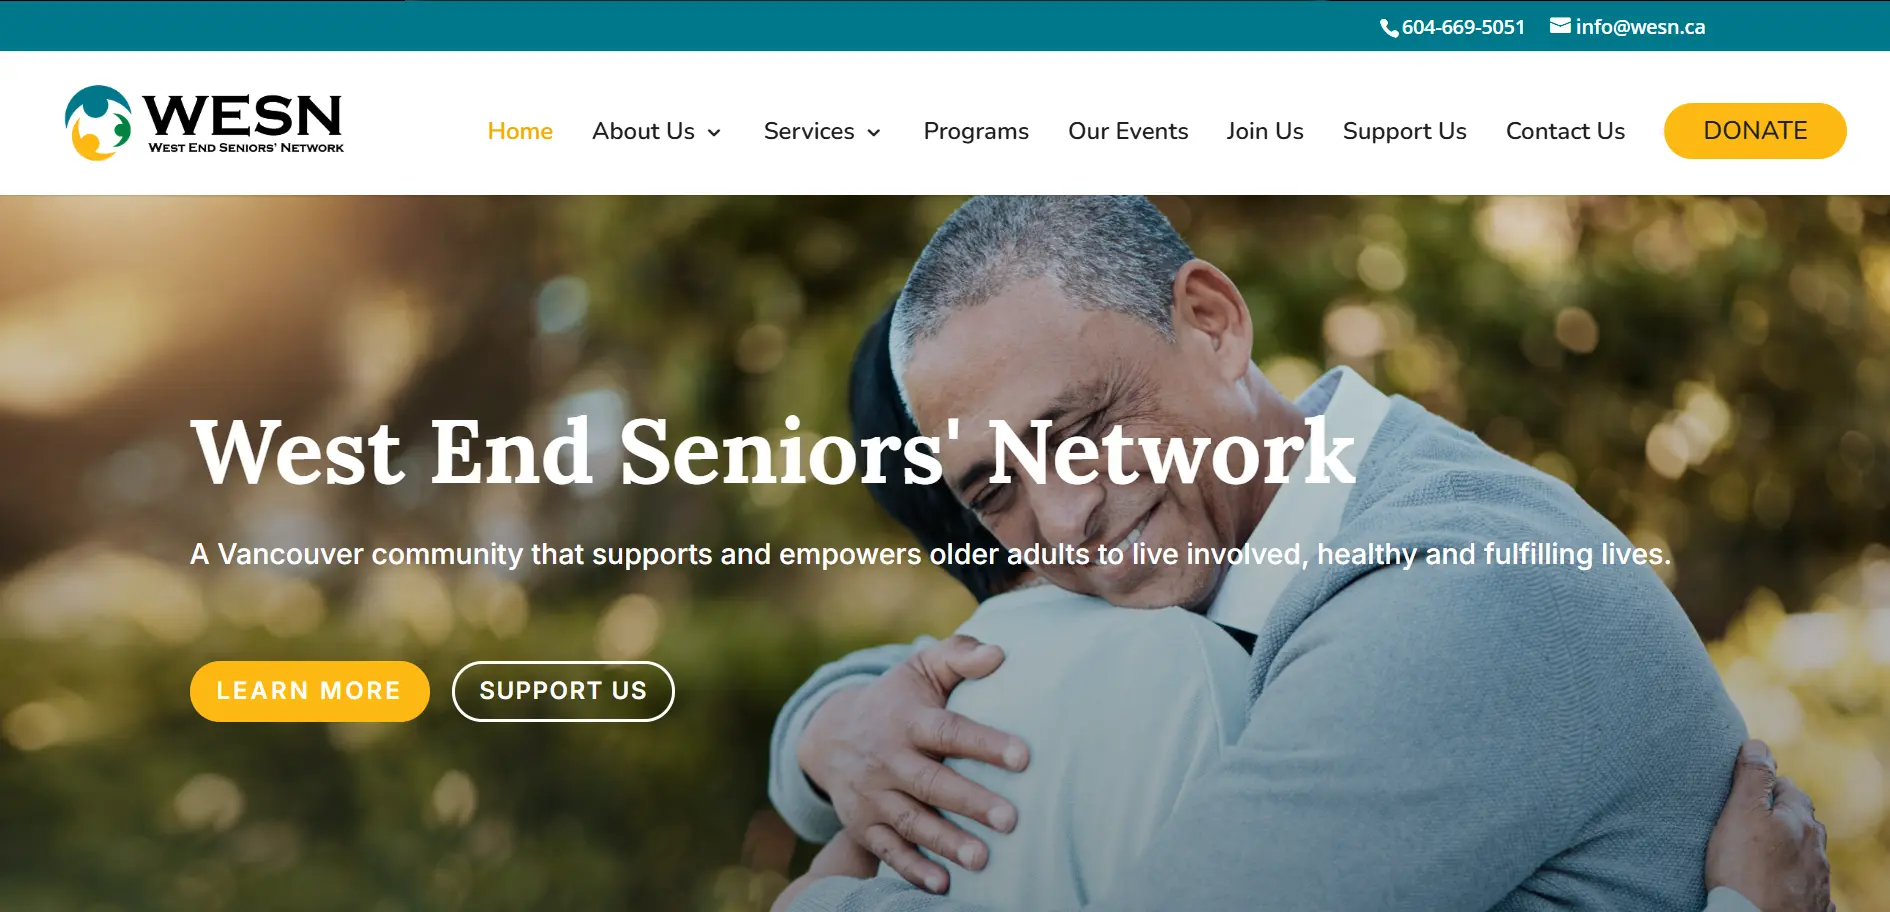 604-669-5051 info@wesn.ca
WESN
WEST END SENIORS' NETWORK
Home About Us Services Programs Our Events Join Us Support Us Contact Us DONATE
West End Seniors' Network
A Vancouver community that supports and empowers older adults to live involved, healthy and fulfilling lives.
LEARN MORE SUPPORT US